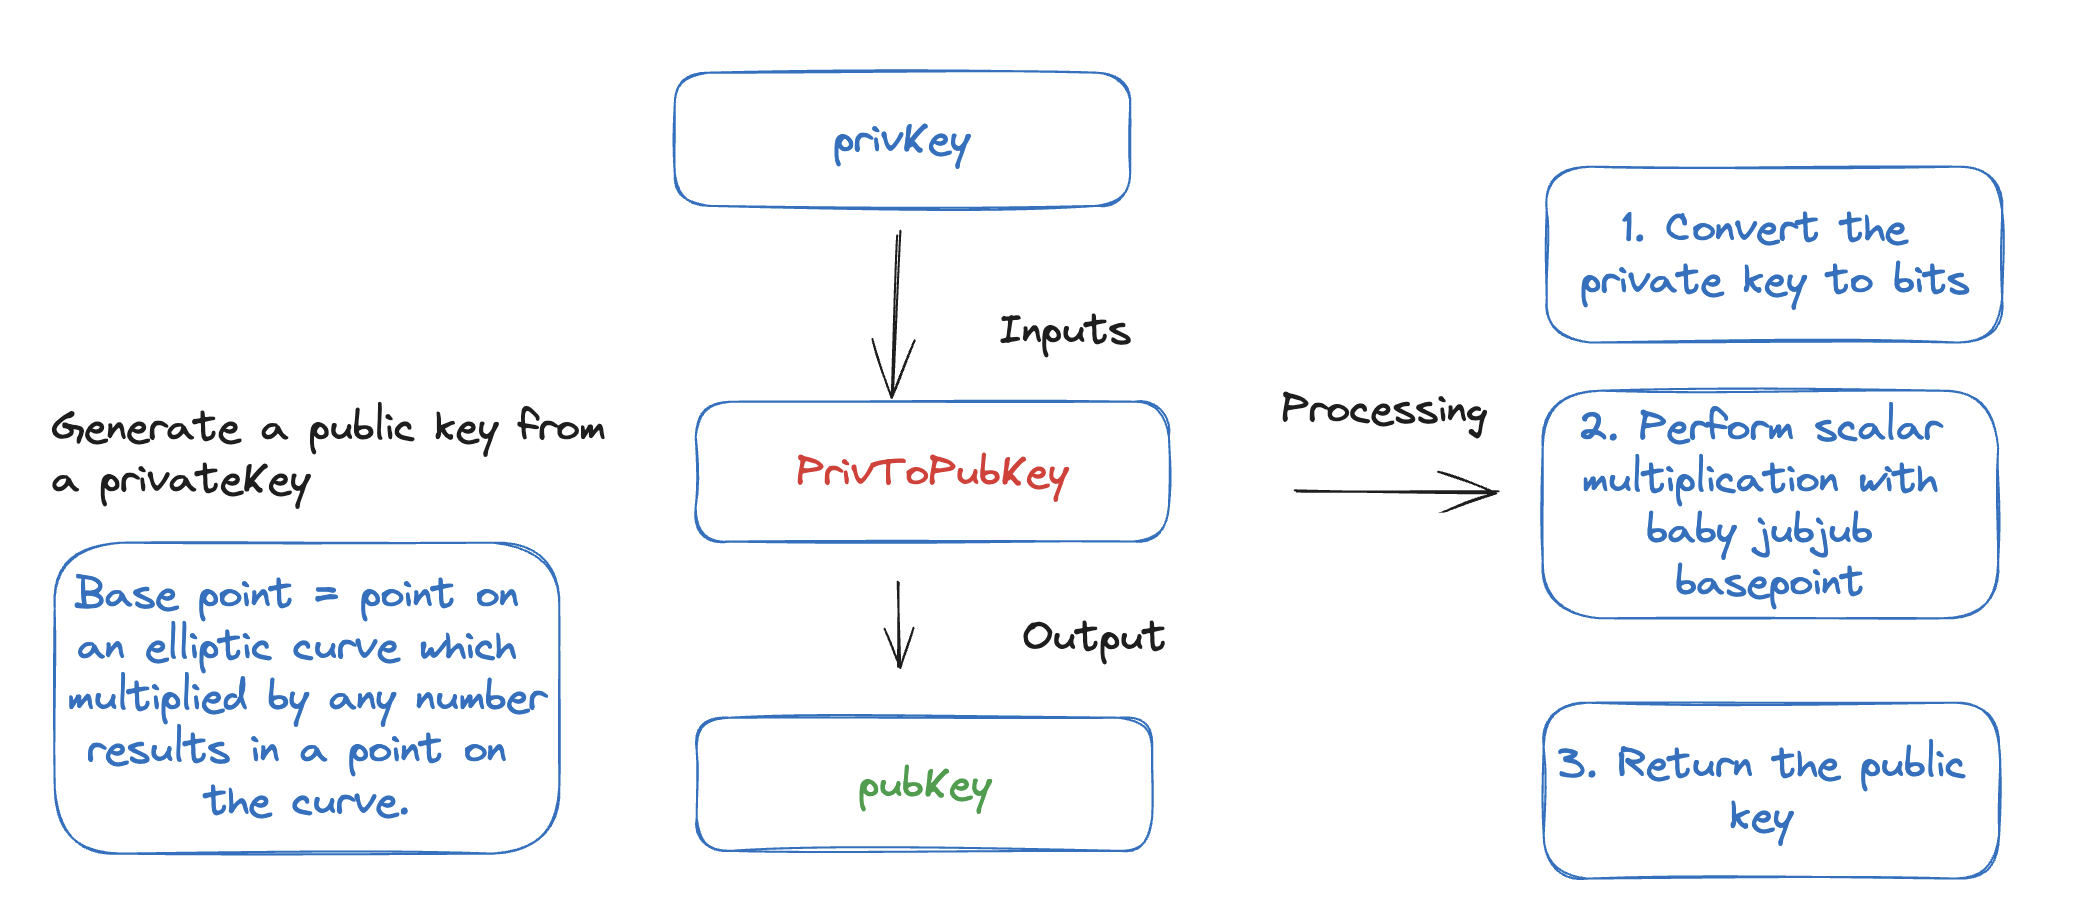 privKey
Inputs
Generate a public key from
a privateKey
PrivToPubKey
Base point = point on
an elliptic curve which
multiplied by any number
results in a point on
the curve.
Output
pubKey
Processing
1. Convert the
private key to bits
2. Perform scalar
multiplication with
baby jubjub
basepoint
3. Return the public
key